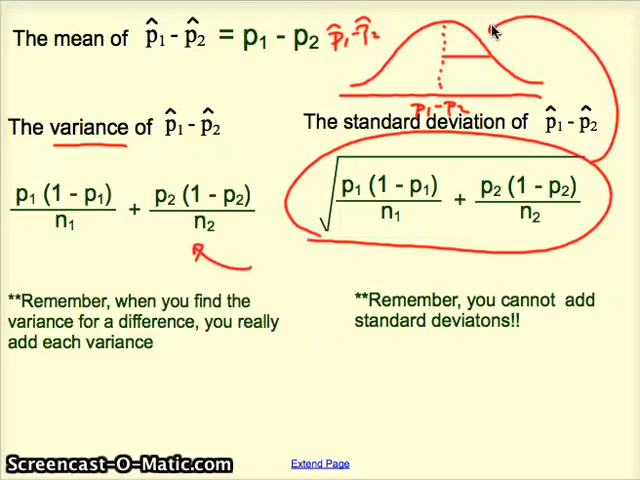 The mean of p̂₁ - p̂₂ = p₁ - p₂ p̂₁-p̂₂
p₁-p₂
The variance of p̂₁ - p̂₂
p₁ (1 - p₁)/n₁ + p₂ (1 - p₂)/n₂
The standard deviation of p̂₁ - p̂₂
√(p₁ (1 - p₁)/n₁ + p₂ (1 - p₂)/n₂)
**Remember, when you find the
variance for a difference, you really
add each variance
**Remember, you cannot add
standard deviatons!!
Screencast-O-Matic.com
Extend Page